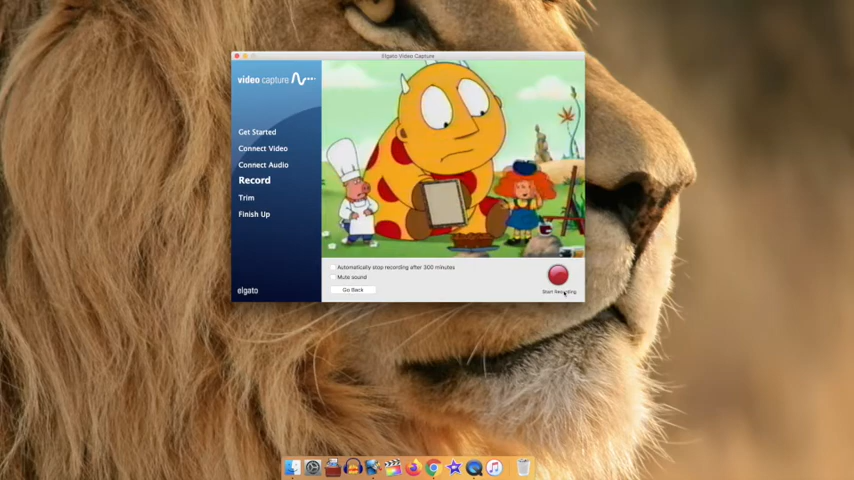 Elgato Video Capture
video capture
Get Started
Connect Video
Connect Audio
Record
Trim
Finish Up
elgato
Automatically stop recording after 300 minutes
Mute sound
Go Back
Start Recording